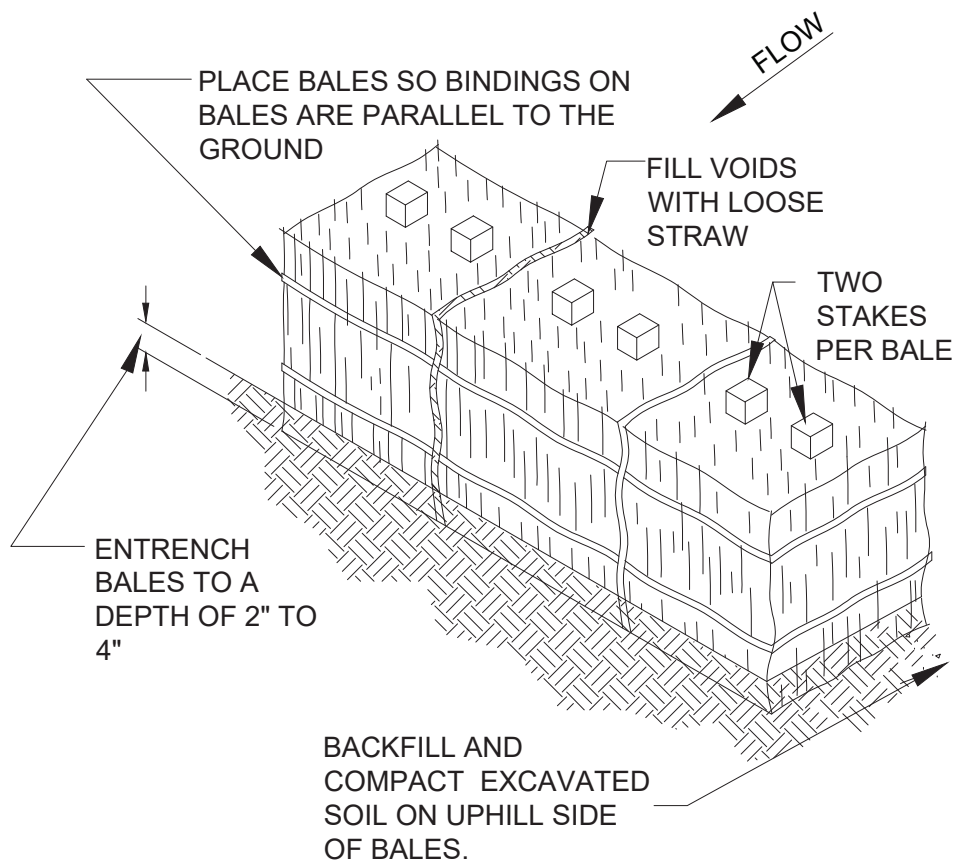 FLOW
PLACE BALES SO BINDINGS ON
BALES ARE PARALLEL TO THE
GROUND
FILL VOIDS
WITH LOOSE
STRAW
TWO
STAKES
PER BALE
ENTRENCH
BALES TO A
DEPTH OF 2" TO
4"
BACKFILL AND
COMPACT EXCAVATED
SOIL ON UPHILL SIDE
OF BALES.